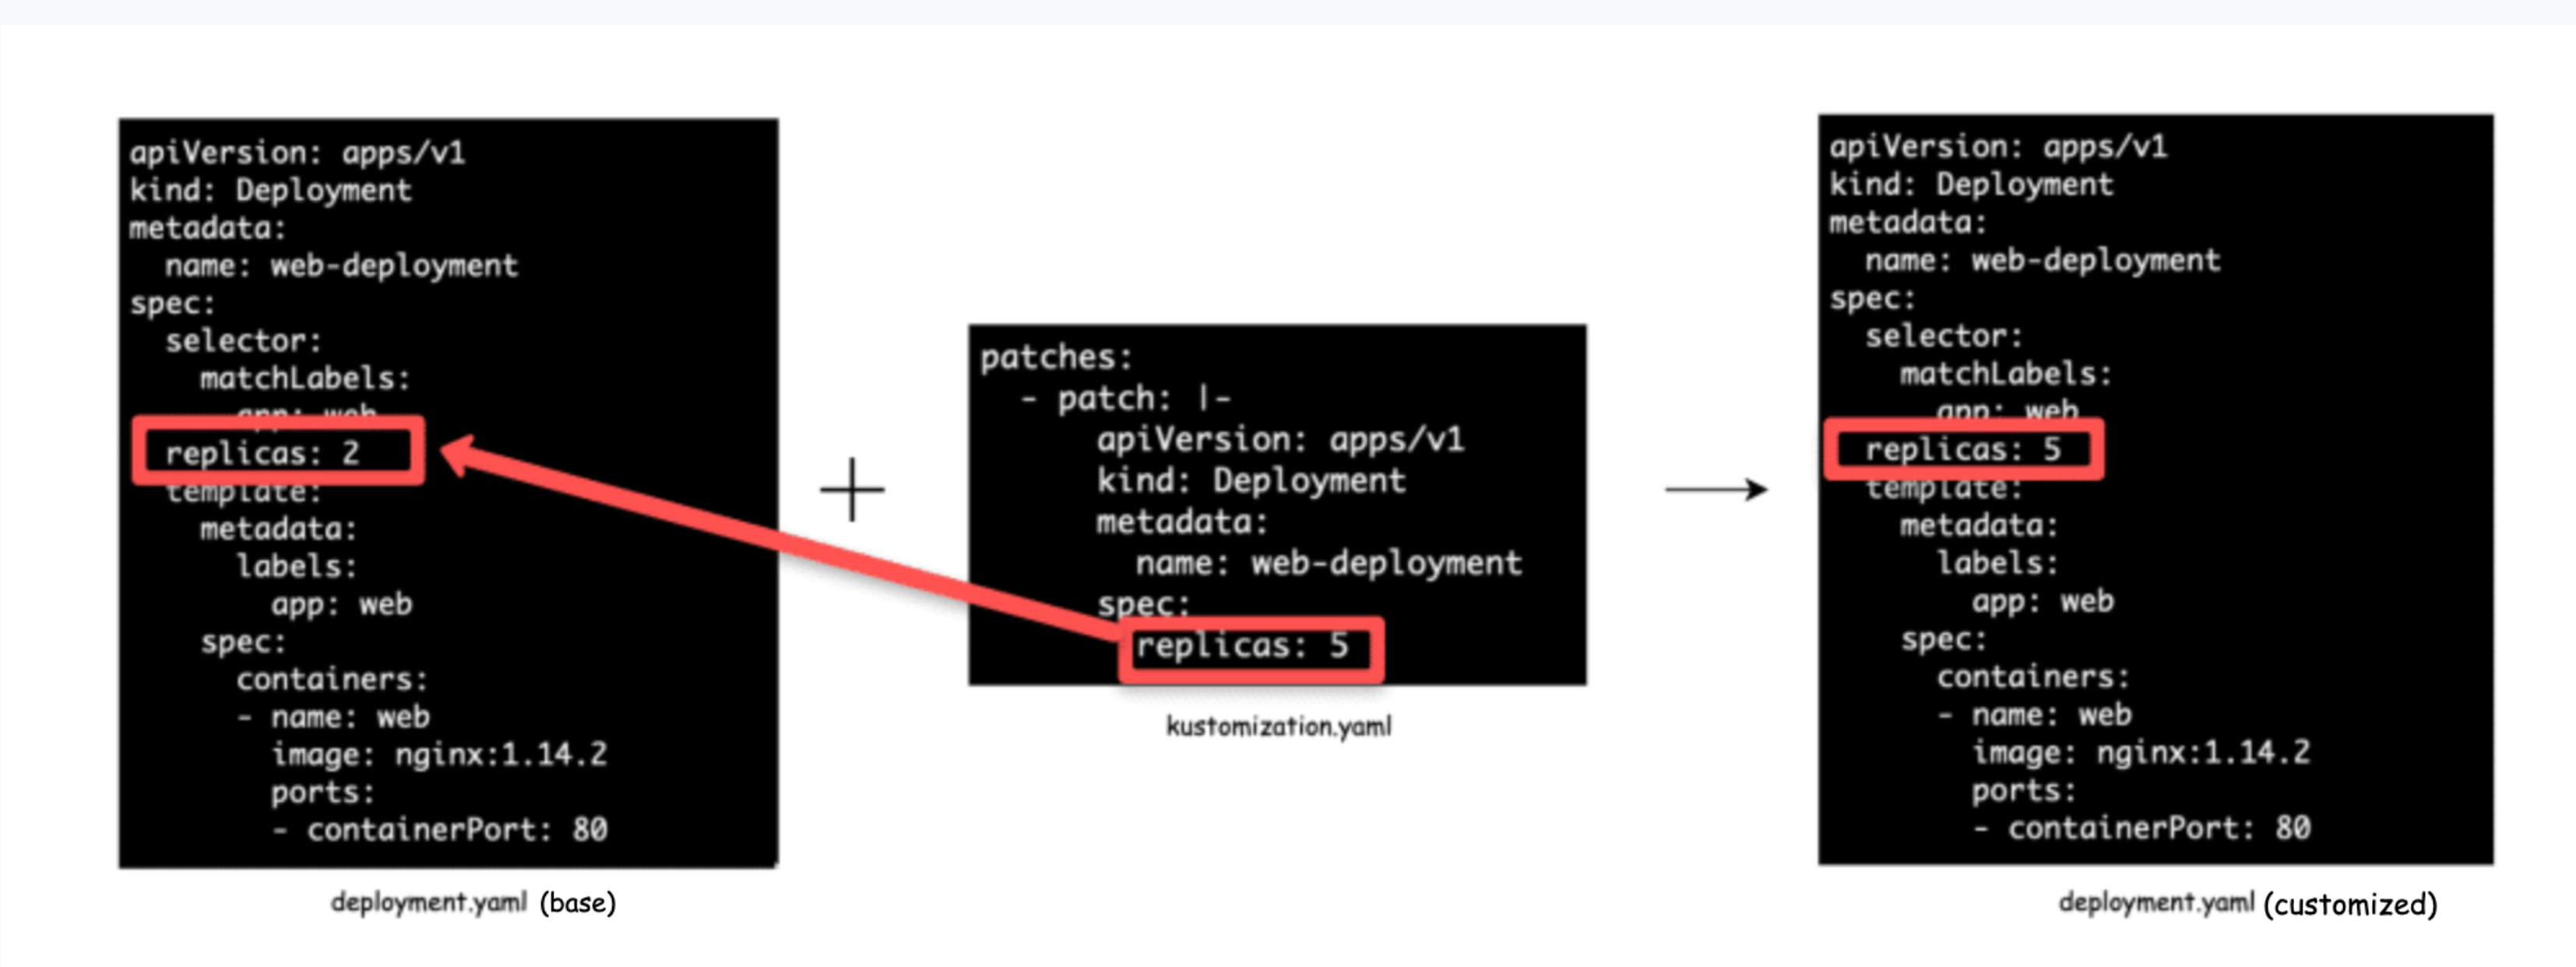 apiVersion: apps/v1
kind: Deployment
metadata:
  name: web-deployment
spec:
  selector:
    matchLabels:
      app: web
  replicas: 2
  template:
    metadata:
      labels:
        app: web
    spec:
      containers:
      - name: web
        image: nginx:1.14.2
        ports:
        - containerPort: 80
deployment.yaml (base)
+
patches:
  - patch: |-
      apiVersion: apps/v1
      kind: Deployment
      metadata:
        name: web-deployment
      spec:
        replicas: 5
kustomization.yaml
apiVersion: apps/v1
kind: Deployment
metadata:
  name: web-deployment
spec:
  selector:
    matchLabels:
      app: web
  replicas: 5
  template:
    metadata:
      labels:
        app: web
    spec:
      containers:
      - name: web
        image: nginx:1.14.2
        ports:
        - containerPort: 80
deployment.yaml (customized)